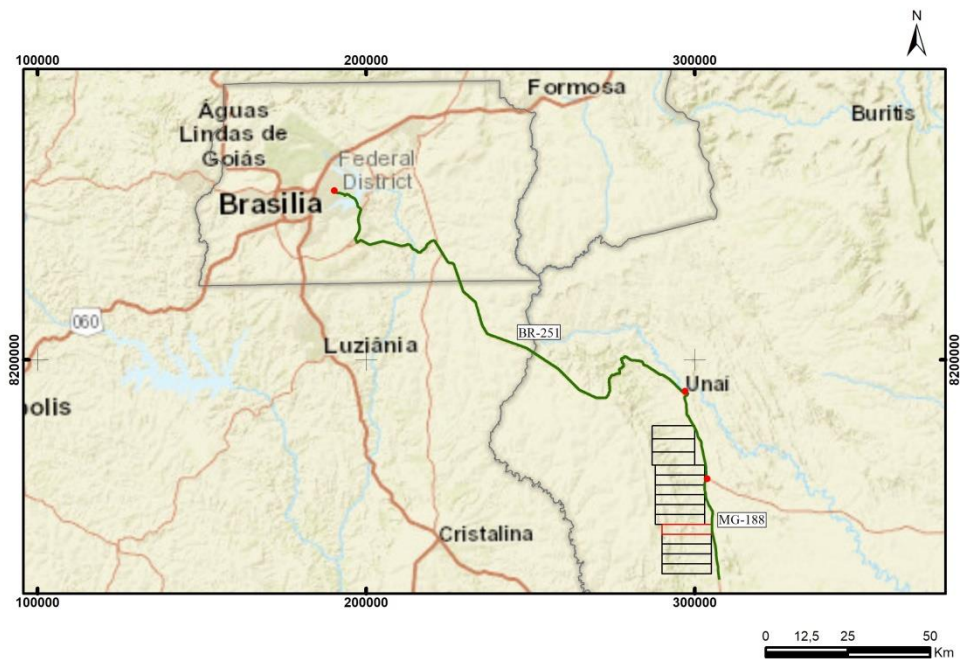 N
100000
200000
300000
Formosa
Buritis
Águas
Lindas de
Goiás
Federal
District
Brasilia
060
BR-251
Luziânia
8200000
8200000
Unaí
olis
MG-188
Cristalina
100000
200000
300000
0 12,5 25 50
Km